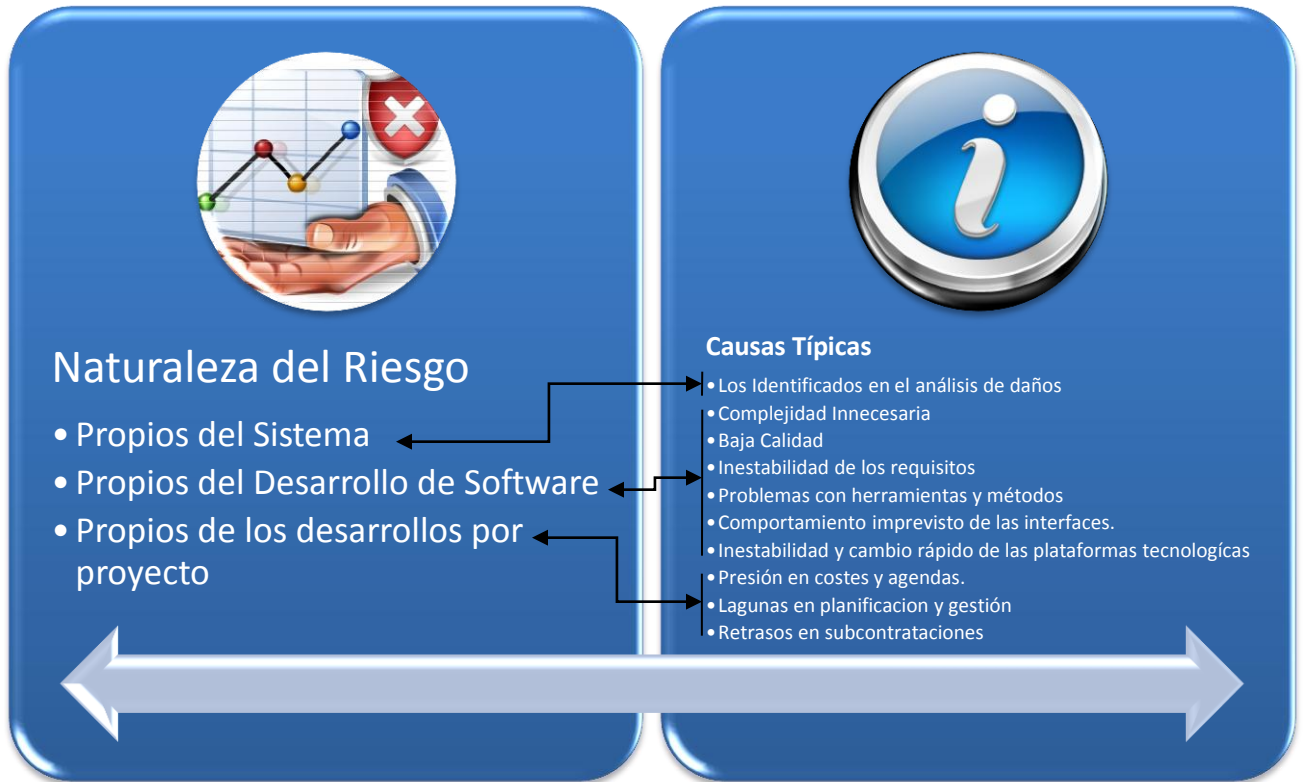 Naturaleza del Riesgo
• Propios del Sistema
• Propios del Desarrollo de Software
• Propios de los desarrollos por
proyecto
Causas Típicas
• Los Identificados en el análisis de daños
• Complejidad Innecesaria
• Baja Calidad
• Inestabilidad de los requisitos
• Problemas con herramientas y métodos
• Comportamiento imprevisto de las interfaces.
• Inestabilidad y cambio rápido de las plataformas tecnologícas
• Presión en costes y agendas.
• Lagunas en planificacion y gestión
• Retrasos en subcontrataciones